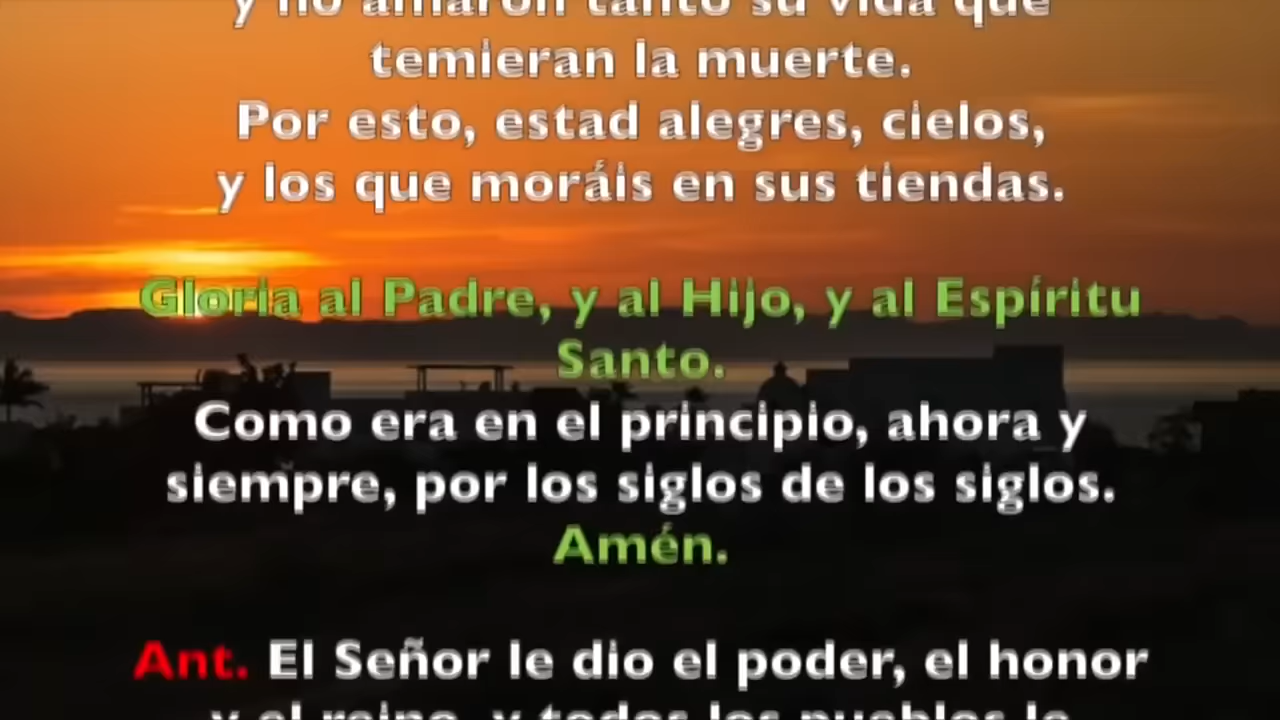 y no amaron tanto su vida que
temieran la muerte.
Por esto, estad alegres, cielos,
y los que moráis en sus tiendas.
Gloria al Padre, y al Hijo, y al Espíritu
Santo.
Como era en el principio, ahora y
siempre, por los siglos de los siglos.
Amén.
Ant. El Señor le dio el poder, el honor
y el reino, y todos los pueblos le